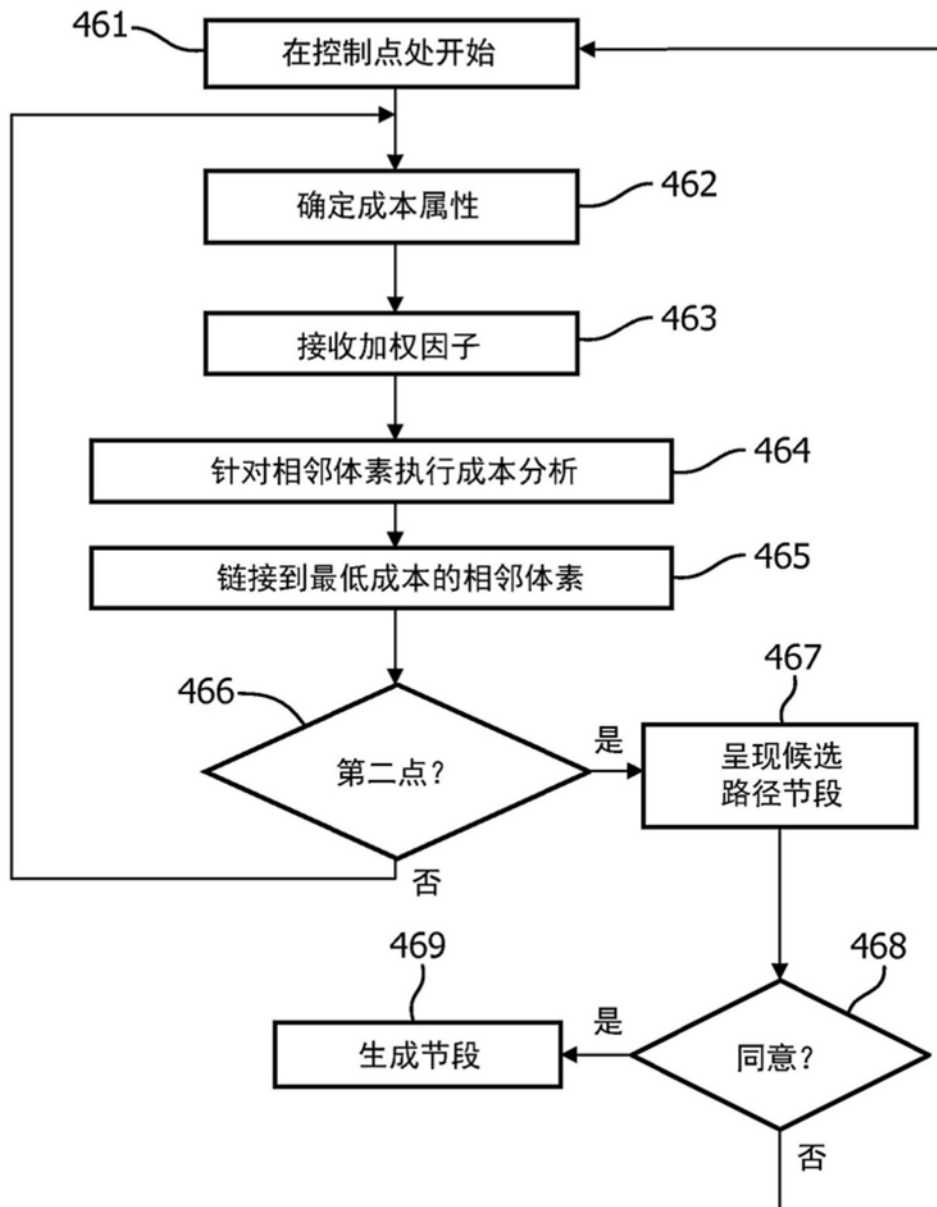 461
在控制点处开始
确定成本属性
462
接收加权因子
463
针对相邻体素执行成本分析
464
链接到最低成本的相邻体素
465
466
第二点?
是
否
467
呈现候选
路径节段
468
同意?
是
否
469
生成节段